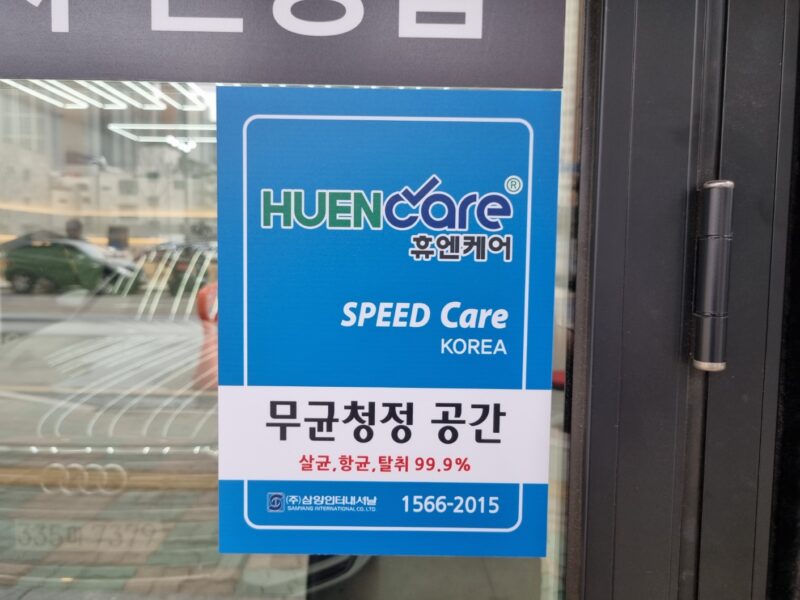 HUENCare®
휴엔케어
SPEED Care
KOREA
무균청정 공간
살균,항균,탈취 99.9%
(주)삼양인터내셔날
SAMYANG INTERNATIONAL CO.,LTD
1566-2015